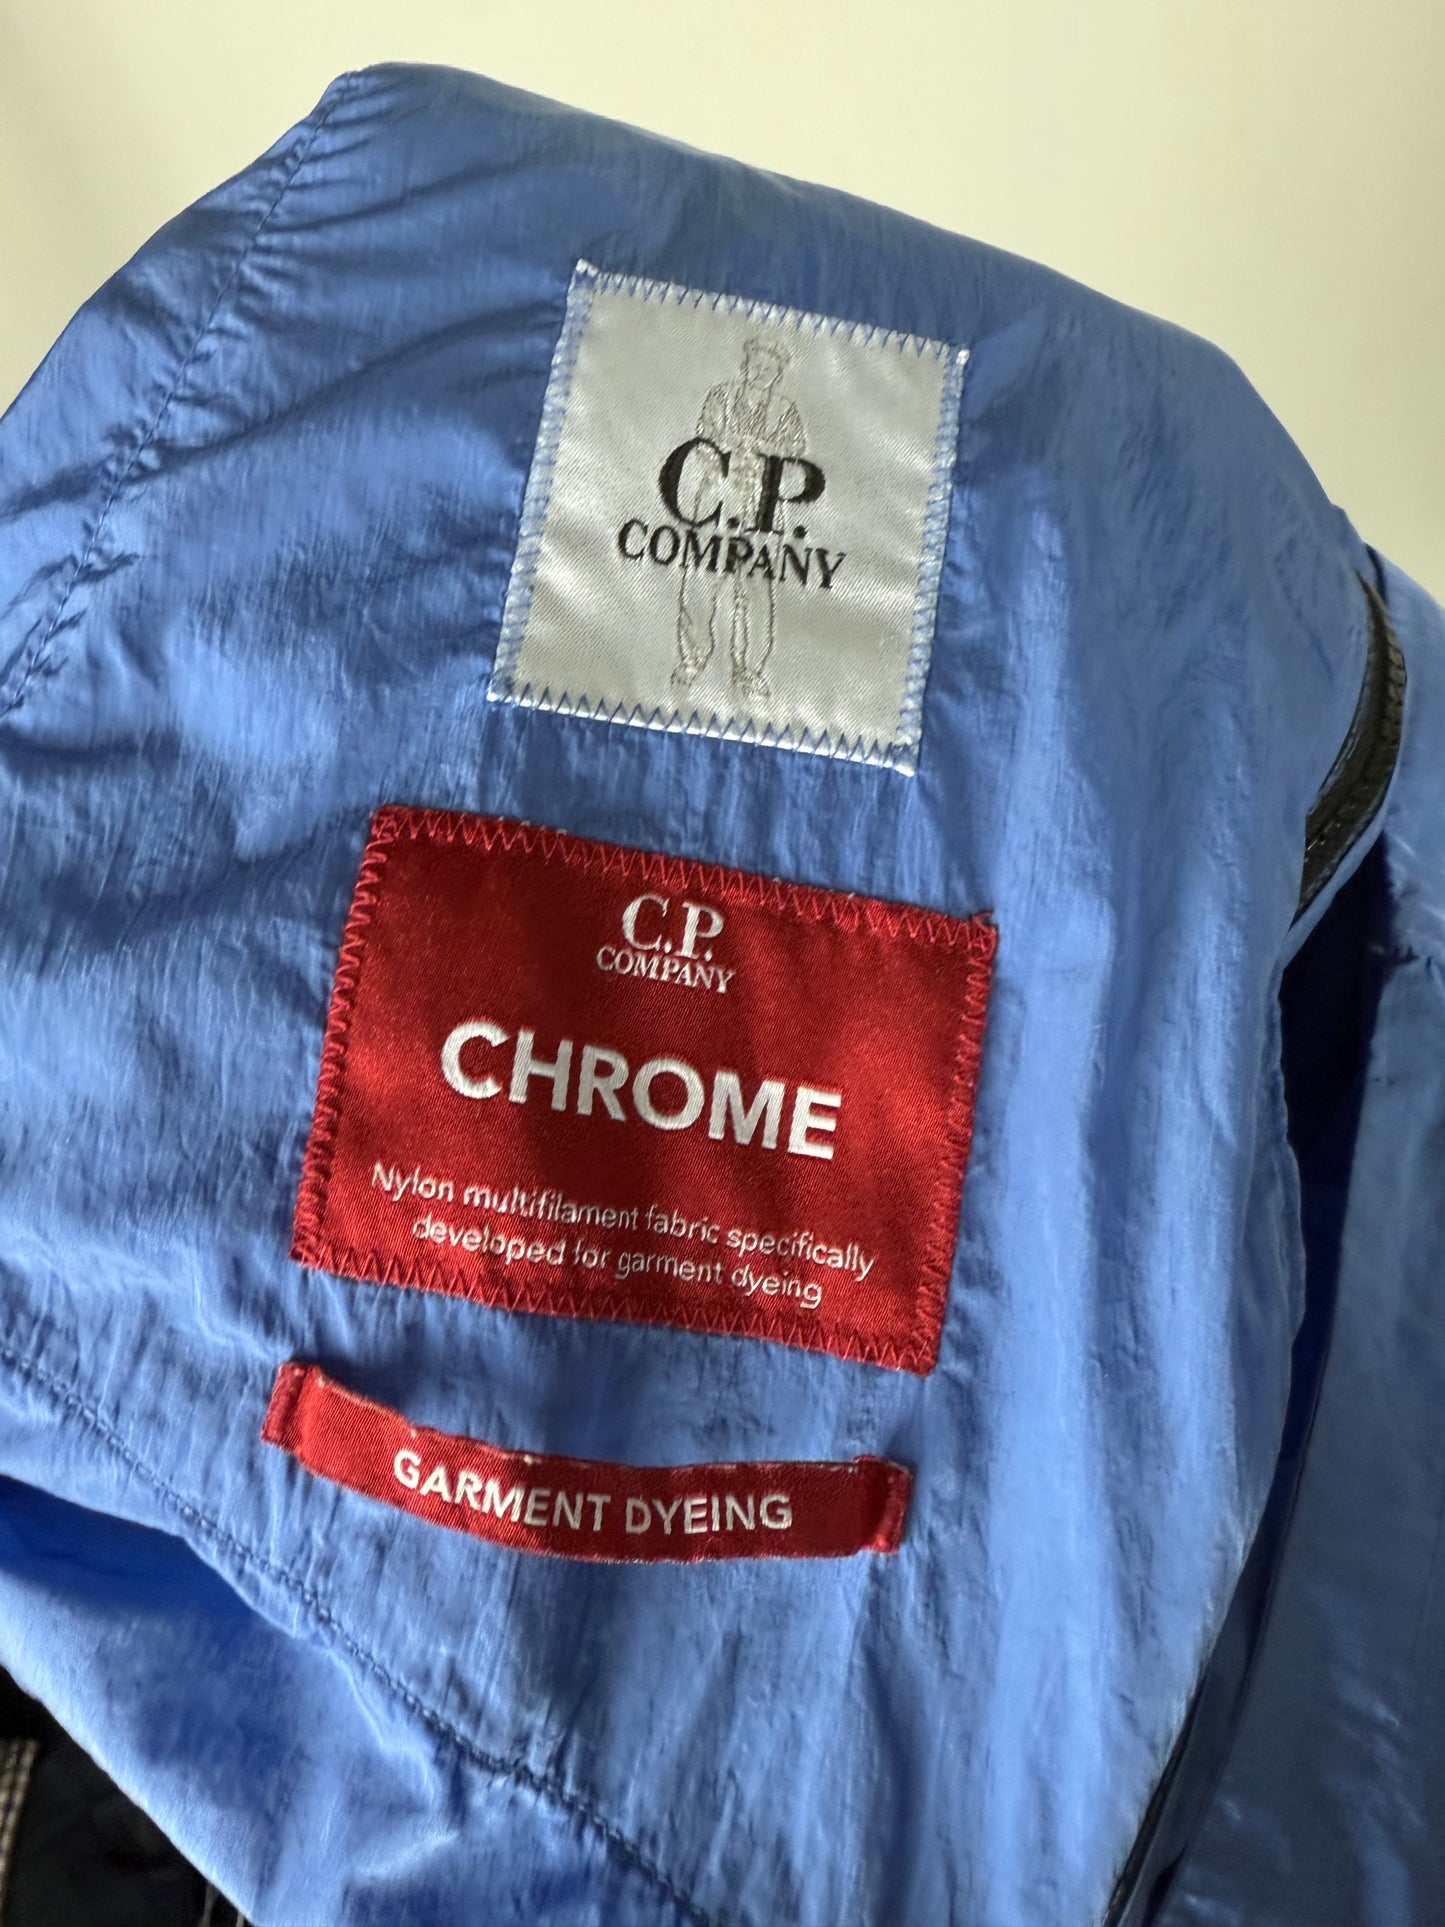 C.P.
COMPANY
C.P.
COMPANY
CHROME
Nylon multifilament fabric specifically
developed for garment dyeing
GARMENT DYEING